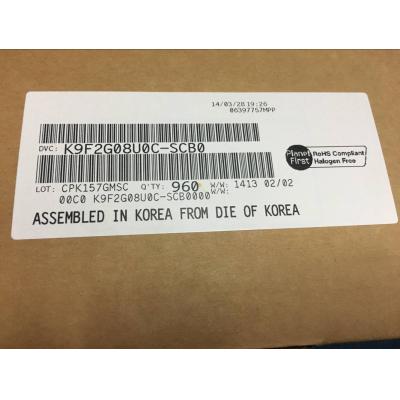 14/03/28 19:26
06397757MPP
DVC: K9F2G08U0C-SCB0
Planet First
RoHS Compliant
Halogen Free
LOT: CPK157GMSC Q'TY: 960 W/W: 1413 02/02
00C0 K9F2G08U0C-SCB0000 W/W:
ASSEMBLED IN KOREA FROM DIE OF KOREA